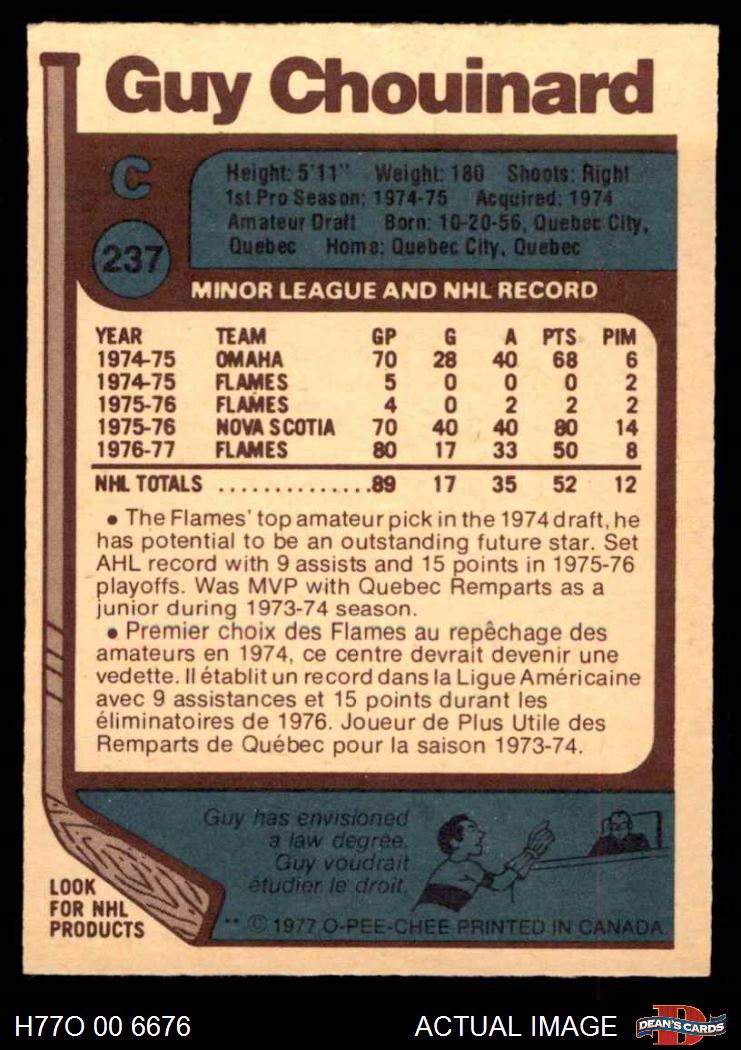 Guy Chouinard
C
237
Height: 5'11" Weight: 180 Shoots: Right
1st Pro Season: 1974-75 Acquired: 1974
Amateur Draft Born: 10-20-56, Quebec City,
Quebec Home: Quebec City, Quebec
MINOR LEAGUE AND NHL RECORD
YEAR TEAM GP G A PTS PIM
1974-75 OMAHA 70 28 40 68 6
1974-75 FLAMES 5 0 0 0 2
1975-76 FLAMES 4 0 2 2 2
1975-76 NOVA SCOTIA 70 40 40 80 14
1976-77 FLAMES 80 17 33 50 8
NHL TOTALS ...............89 17 35 52 12
• The Flames' top amateur pick in the 1974 draft, he
has potential to be an outstanding future star. Set
AHL record with 9 assists and 15 points in 1975-76
playoffs. Was MVP with Quebec Remparts as a
junior during 1973-74 season.
• Premier choix des Flames au repêchage des
amateurs en 1974, ce centre devrait devenir une
vedette. Il établit un record dans la Ligue Américaine
avec 9 assistances et 15 points durant les
éliminatoires de 1976. Joueur de Plus Utile des
Remparts de Québec pour la saison 1973-74.
Guy has envisioned
a law degree.
Guy voudrait
étudier le droit.
LOOK
FOR NHL
PRODUCTS
** © 1977 O-PEE-CHEE PRINTED IN CANADA
H77O 00 6676 ACTUAL IMAGE
D
DEAN'S CARDS